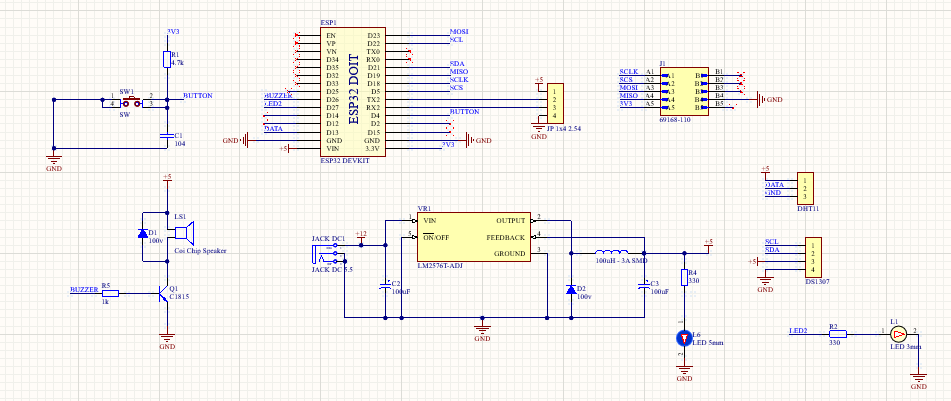 3V3
R1
4.7k
SW1
1
2
4
3
SW
BUTTON
C1
104
GND
ESP1
EN
VP
VN
D34
D35
D32
D33
D25
D26
D27
D14
D12
D13
GND
VIN
ESP32 DOIT
D23
D22
TX0
RX0
D21
D19
D18
D5
TX2
RX2
D4
D2
D15
GND
3.3V
ESP32 DEVKIT
BUZZER
LED2
DATA
GND
+5
MOSI
SCL
SDA
MISO
SCLK
SCS
BUTTON
GND
3V3
+5
1
2
3
4
GND
JP 1x4 2.54
J1
SCLK A1
SCS A2
MOSI A3
MISO A4
3V3 A5
B1
B2
B3
B4
B5
GND
69168-110
+5
DATA
GND
1
2
3
DHT11
SCL
SDA
+5
GND
1
2
3
4
DS1307
+5
LS1
D1
100v
Coi Chip Speaker
BUZZER
R5
1k
Q1
C1815
GND
JACK DC1
JACK DC 5.5
+12
C2
100uF
VR1
1
VIN
OUTPUT
2
5
ON/OFF
FEEDBACK
4
GROUND
3
LM2576T-ADJ
GND
D2
100v
100uH - 3A SMD
C3
100uF
+5
R4
330
1
L6
LED 5mm
2
GND
LED2
R2
330
L1
1
2
LED 3mm
GND